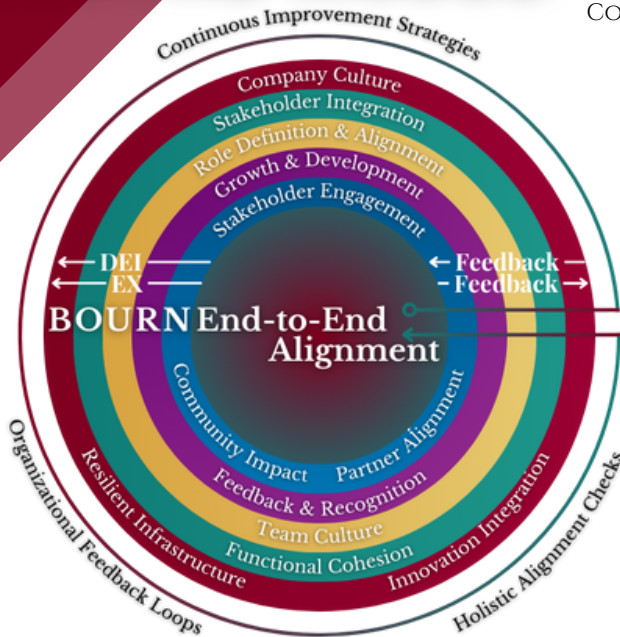 Co
Continuous Improvement Strategies
Company Culture
Stakeholder Integration
Role Definition & Alignment
Growth & Development
Stakeholder Engagement
DEI
EX
Feedback
Feedback
BOURN End-to-End
Alignment
Community Impact
Partner Alignment
Feedback & Recognition
Team Culture
Functional Cohesion
Resilient Infrastructure
Innovation Integration
Organizational Feedback Loops
Holistic Alignment Checks